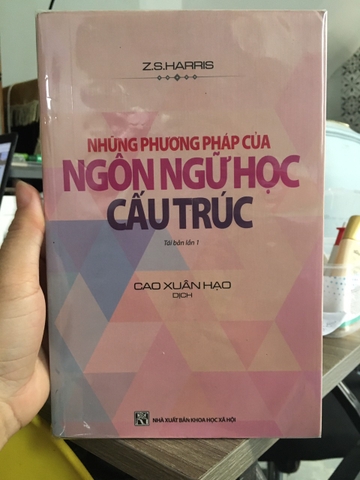 Z.S.HARRIS
NHỮNG PHƯƠNG PHÁP CỦA
NGÔN NGỮ HỌC
CẤU TRÚC
Tái bản lần 1
CAO XUÂN HẠO
DỊCH
NHÀ XUẤT BẢN KHOA HỌC XÃ HỘI